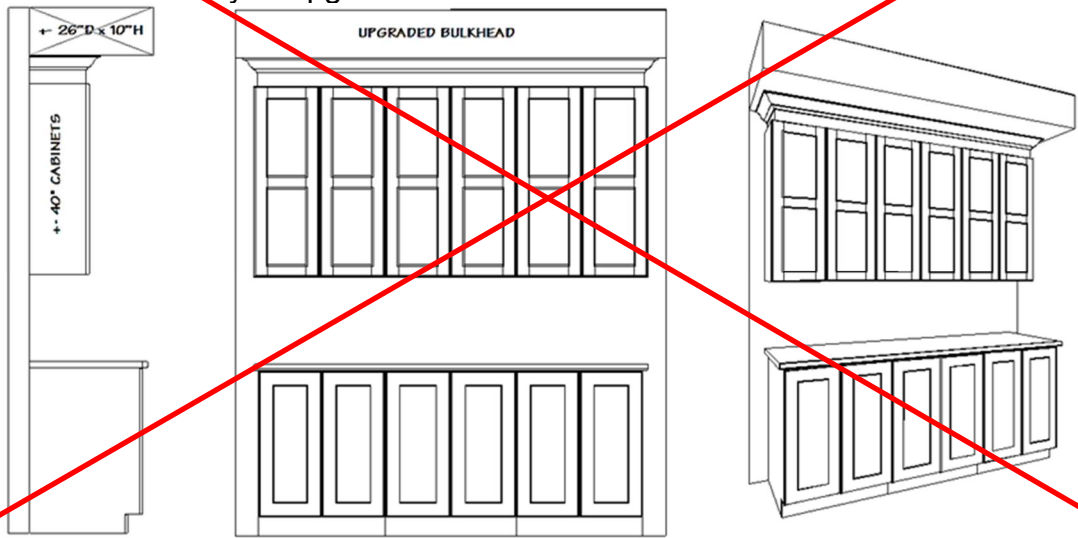 +- 26"D x 10"H
UPGRADED BULKHEAD
+- 40" CABINETS